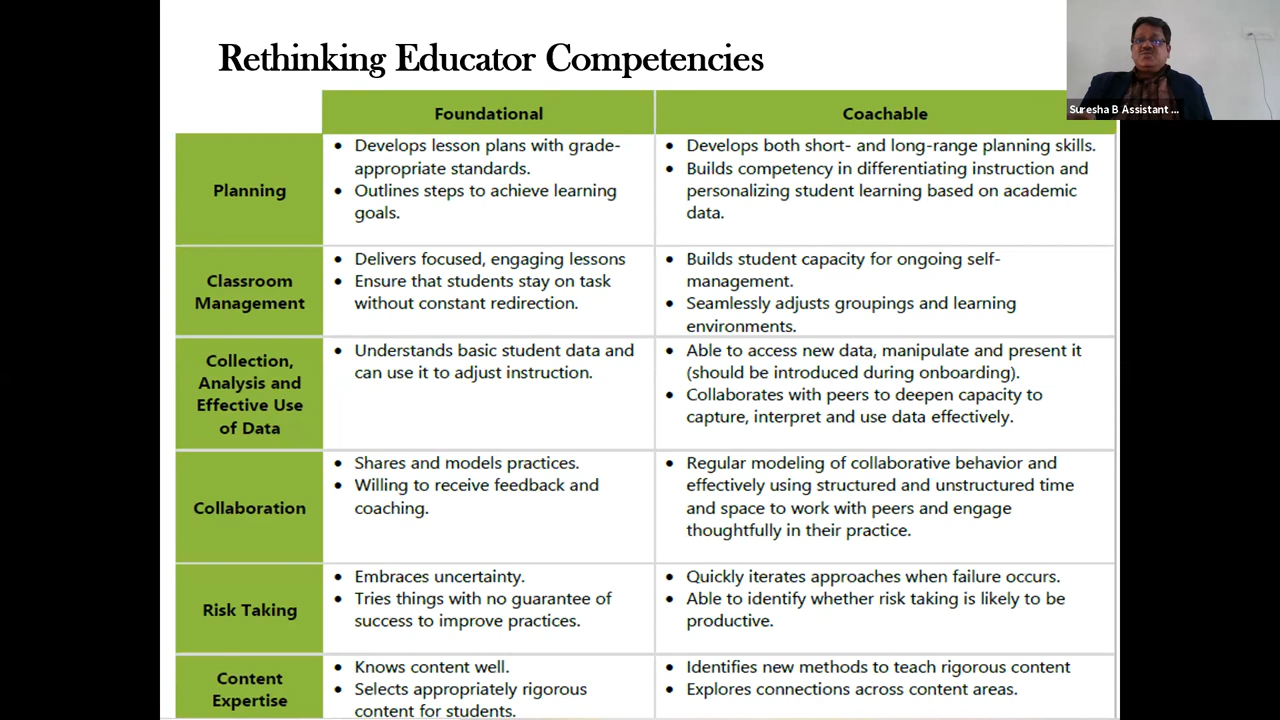 Rethinking Educator Competencies
Suresha B Assistant ...
Foundational
Coachable
Planning
• Develops lesson plans with grade-
appropriate standards.
• Outlines steps to achieve learning
goals.
• Develops both short- and long-range planning skills.
• Builds competency in differentiating instruction and
personalizing student learning based on academic
data.
Classroom
Management
• Delivers focused, engaging lessons
• Ensure that students stay on task
without constant redirection.
• Builds student capacity for ongoing self-
management.
• Seamlessly adjusts groupings and learning
environments.
Collection,
Analysis and
Effective Use
of Data
• Understands basic student data and
can use it to adjust instruction.
• Able to access new data, manipulate and present it
(should be introduced during onboarding).
• Collaborates with peers to deepen capacity to
capture, interpret and use data effectively.
Collaboration
• Shares and models practices.
• Willing to receive feedback and
coaching.
• Regular modeling of collaborative behavior and
effectively using structured and unstructured time
and space to work with peers and engage
thoughtfully in their practice.
Risk Taking
• Embraces uncertainty.
• Tries things with no guarantee of
success to improve practices.
• Quickly iterates approaches when failure occurs.
• Able to identify whether risk taking is likely to be
productive.
Content
Expertise
• Knows content well.
• Selects appropriately rigorous
content for students.
• Identifies new methods to teach rigorous content
• Explores connections across content areas.